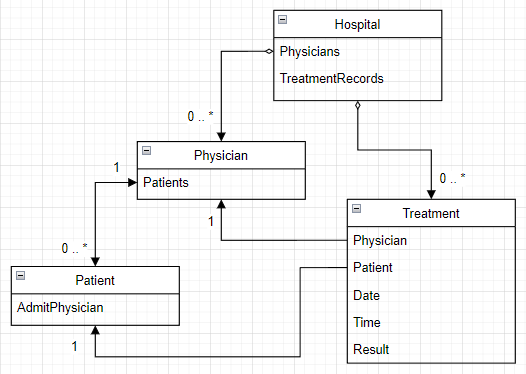 Hospital
Physicians
TreatmentRecords
0 .. *
Physician
Patients
1
0 .. *
1
Treatment
Physician
Patient
Date
Time
Result
0 .. *
Patient
AdmitPhysician
1